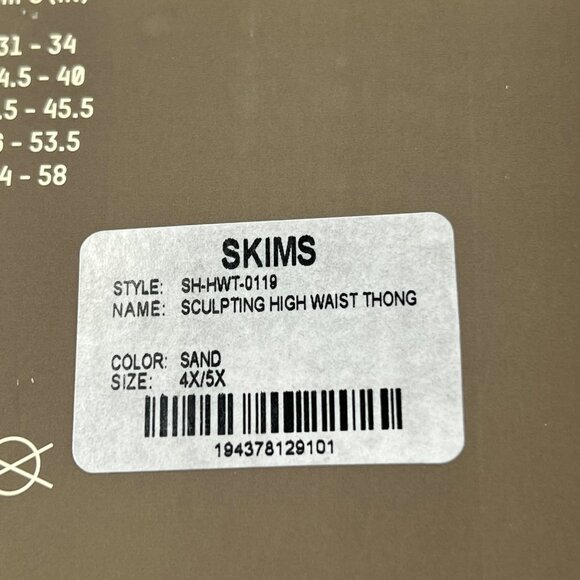 31 - 34
4.5 - 40
.5 - 45.5
- 53.5
4 - 58
SKIMS
STYLE: SH-HWT-0119
NAME: SCULPTING HIGH WAIST THONG
COLOR: SAND
SIZE: 4X/5X
194378129101